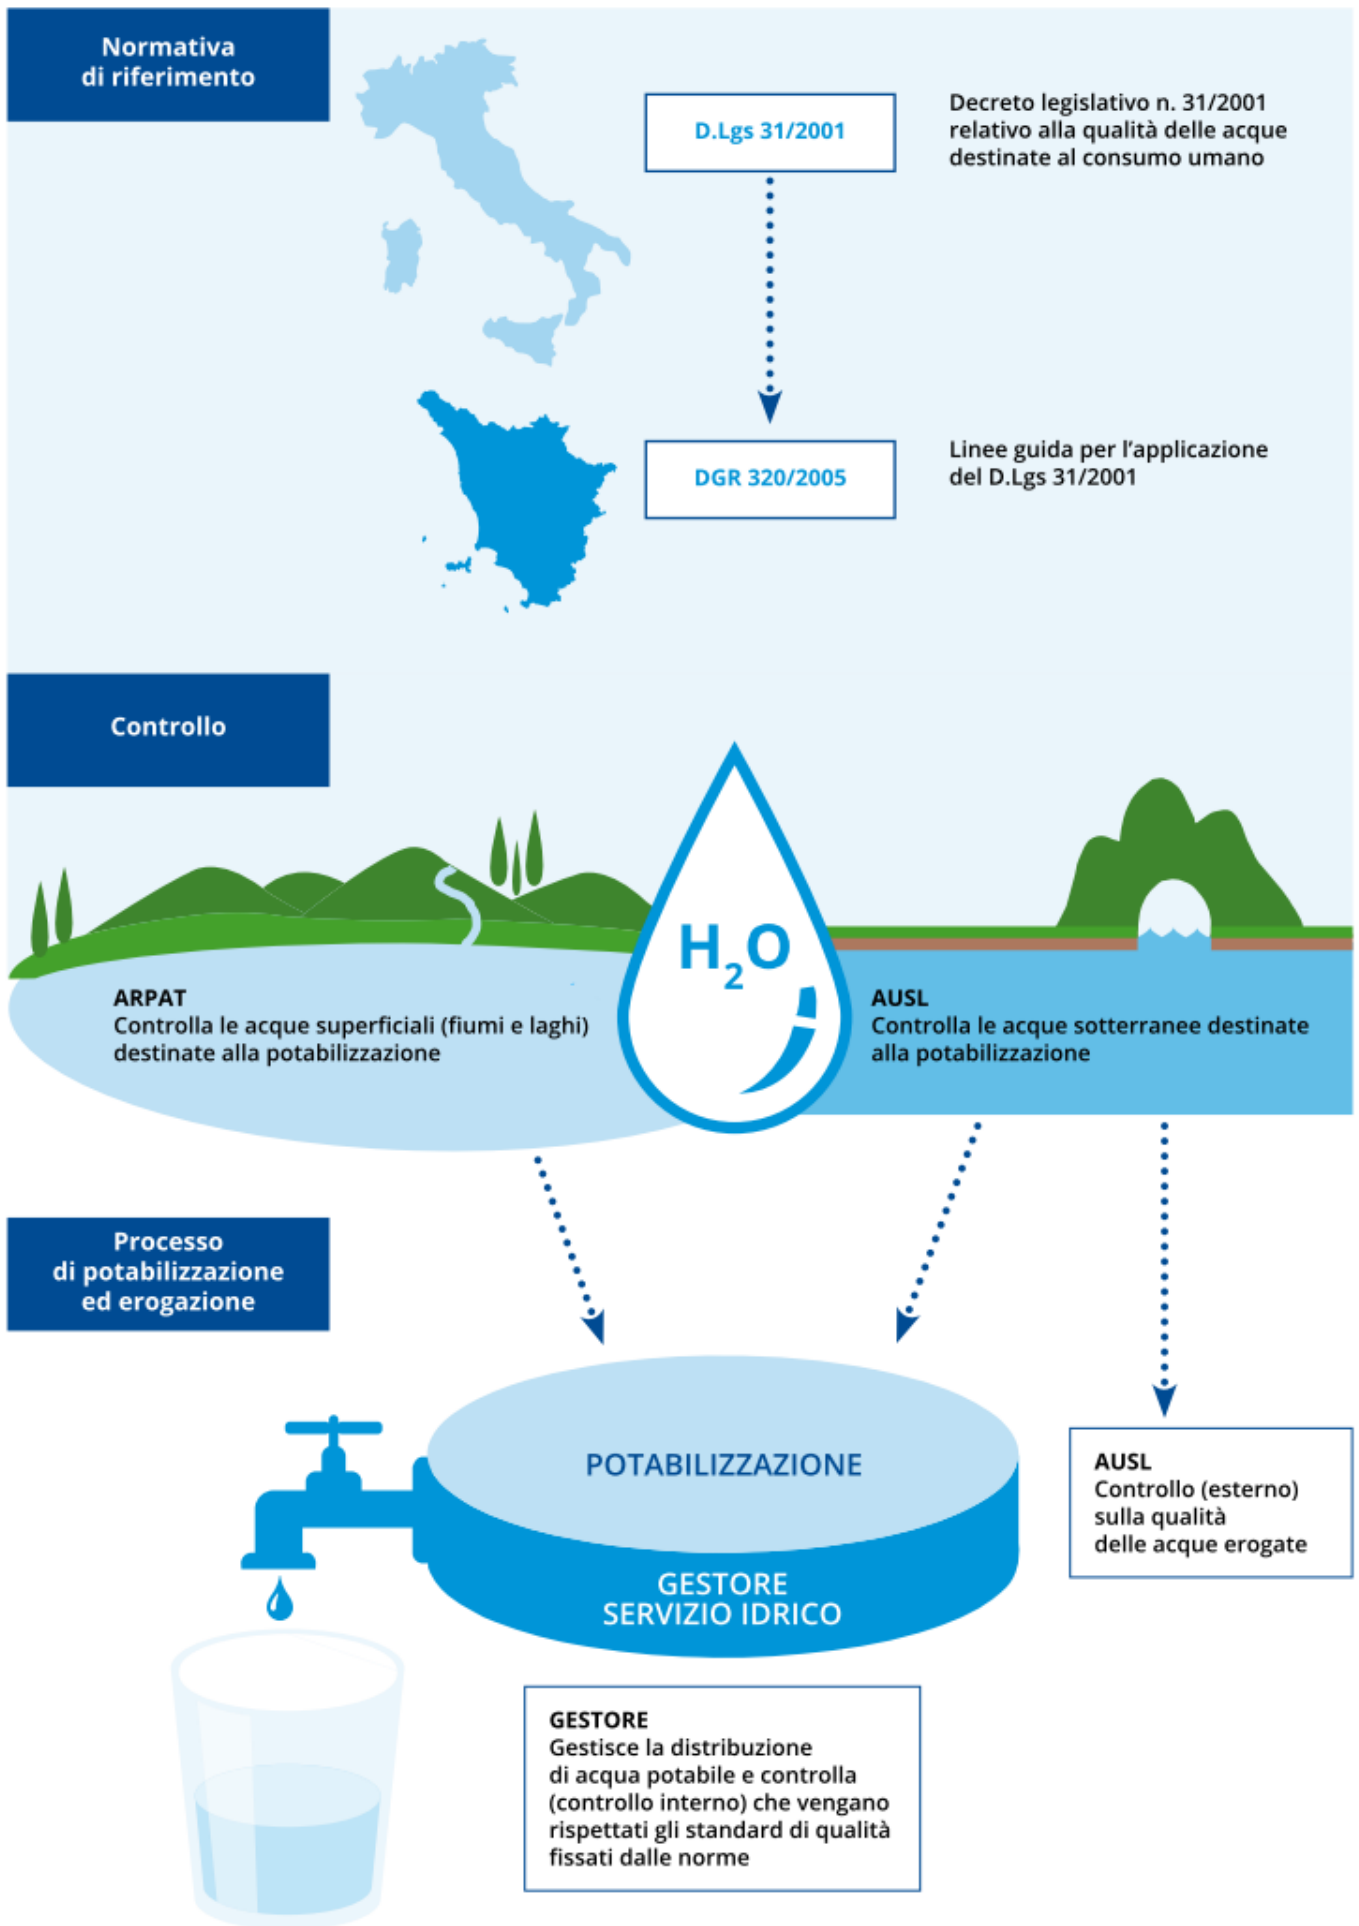 Normativa
di riferimento
D.Lgs 31/2001
Decreto legislativo n. 31/2001
relativo alla qualità delle acque
destinate al consumo umano
DGR 320/2005
Linee guida per l’applicazione
del D.Lgs 31/2001
Controllo
H₂O
ARPAT
Controlla le acque superficiali (fiumi e laghi)
destinate alla potabilizzazione
AUSL
Controlla le acque sotterranee destinate
alla potabilizzazione
Processo
di potabilizzazione
ed erogazione
POTABILIZZAZIONE
GESTORE
SERVIZIO IDRICO
AUSL
Controllo (esterno)
sulla qualità
delle acque erogate
GESTORE
Gestisce la distribuzione
di acqua potabile e controlla
(controllo interno) che vengano
rispettati gli standard di qualità
fissati dalle norme